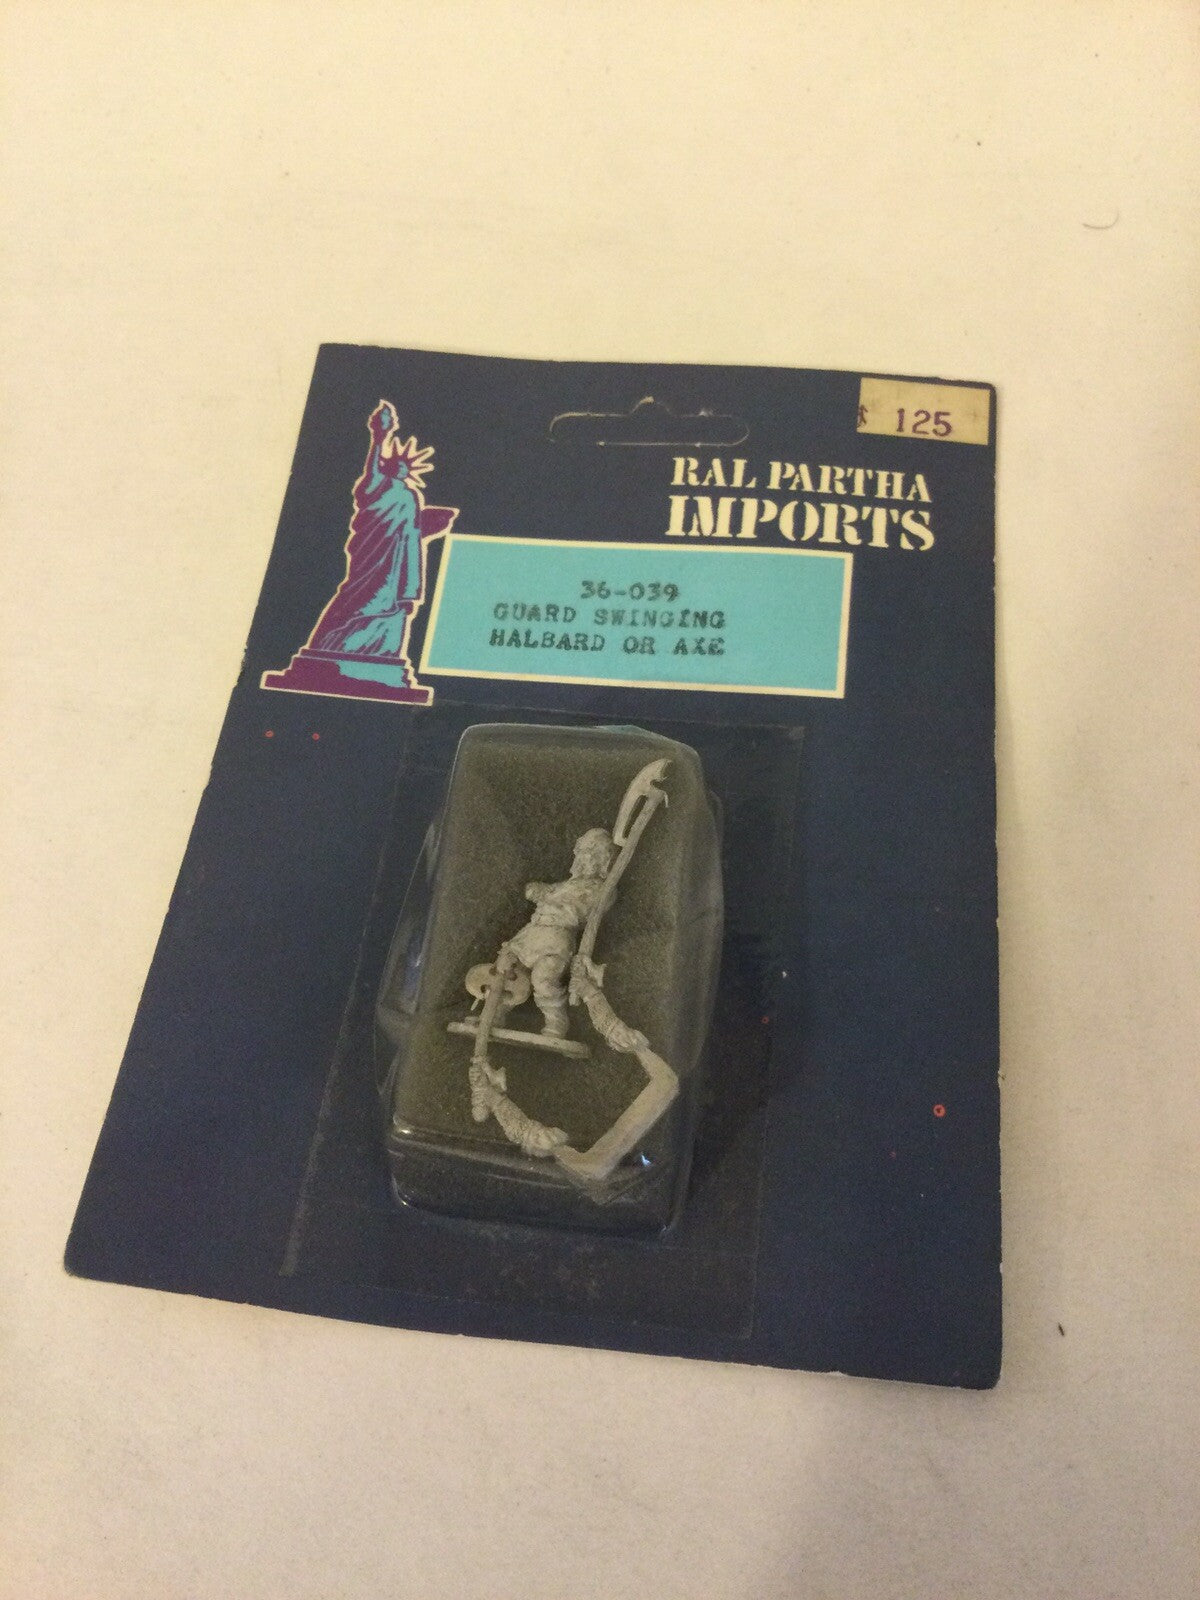 $ 125
RAL PARTHA
IMPORTS
36-039
GUARD SWINGING
HALBARD OR AXE